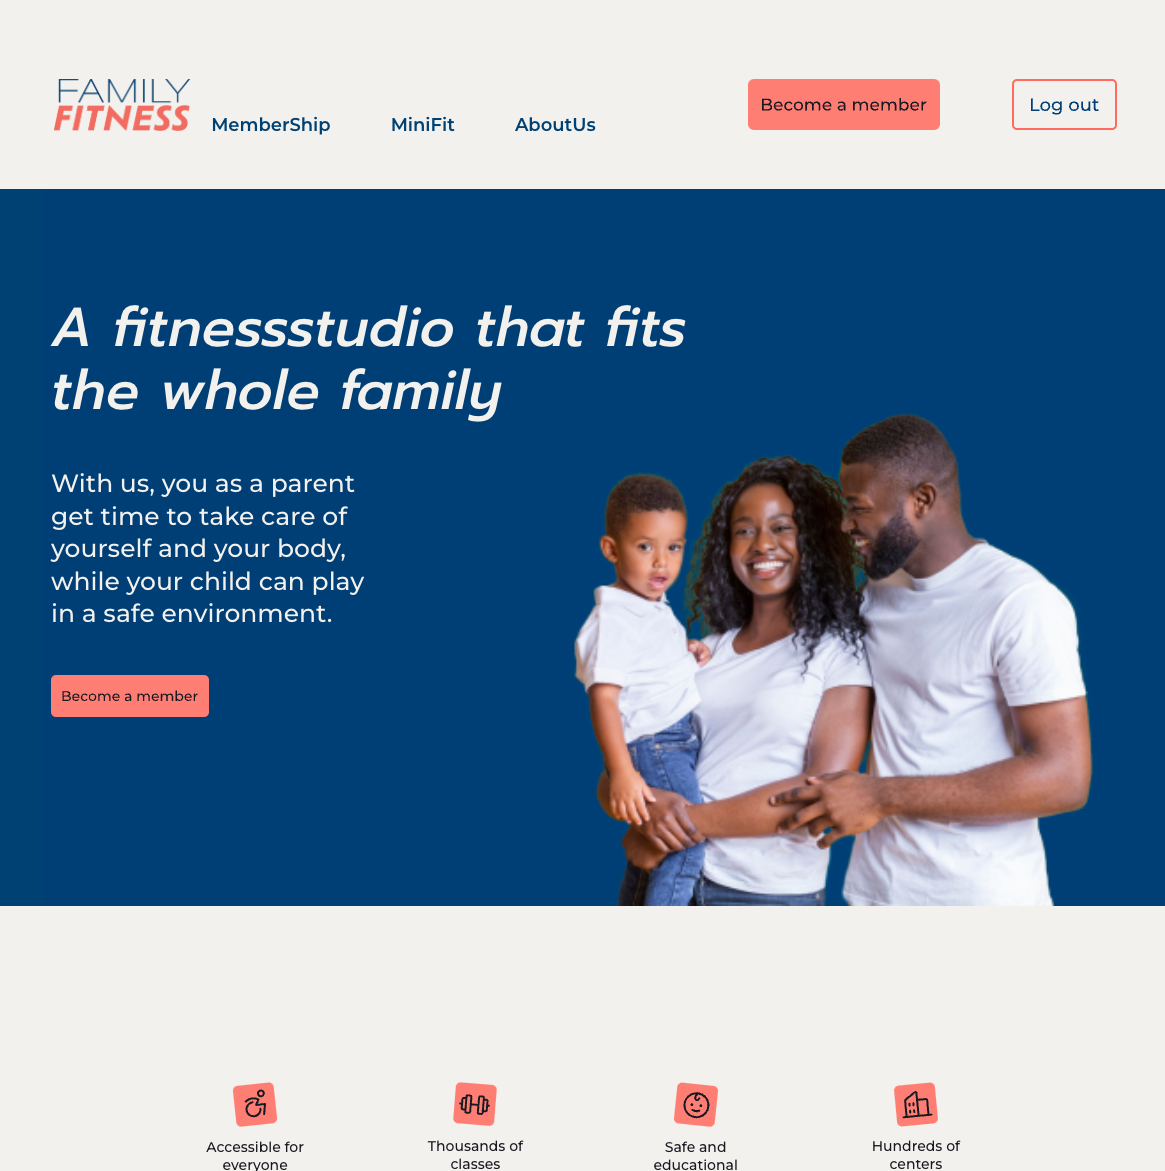 FAMILY
FITNESS
MemberShip
MiniFit
AboutUs
Become a member
Log out
A fitnessstudio that fits
the whole family
With us, you as a parent
get time to take care of
yourself and your body,
while your child can play
in a safe environment.
Become a member
Accessible for
everyone
Thousands of
classes
Safe and
educational
Hundreds of
centers